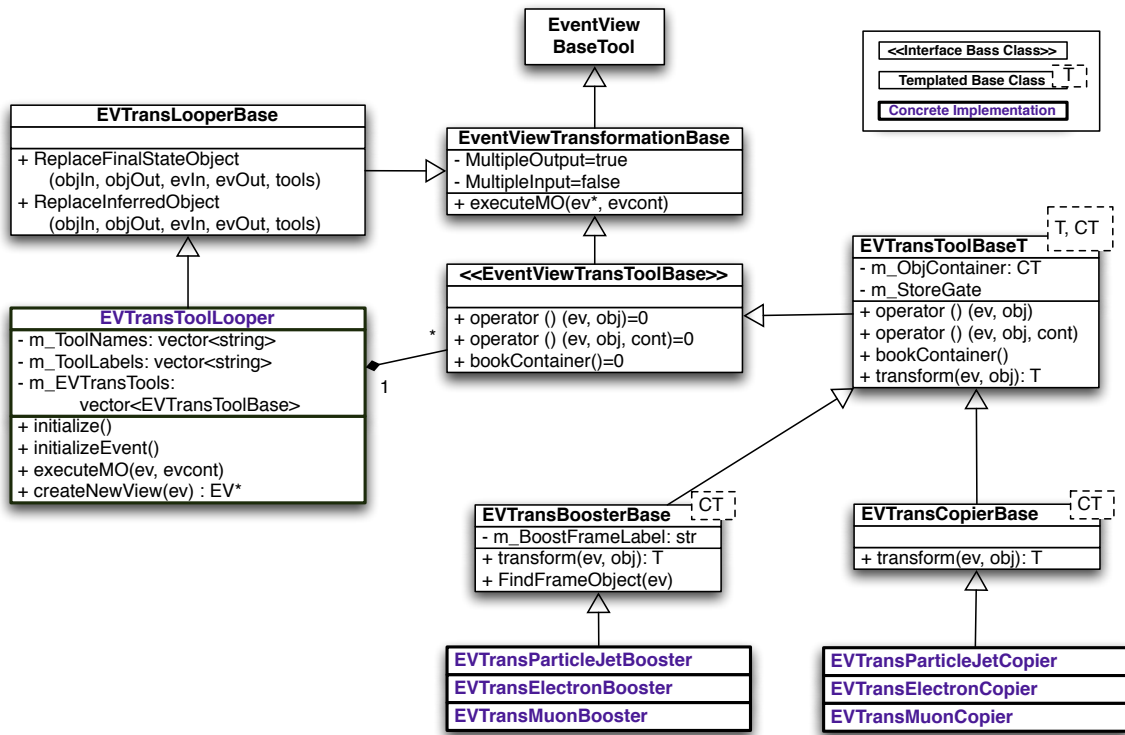 EventView
BaseTool
<<Interface Bass Class>>
Templated Base Class
T
Concrete Implementation
EVTransLooperBase
+ ReplaceFinalStateObject
(objIn, objOut, evIn, evOut, tools)
+ ReplaceInferredObject
(objIn, objOut, evIn, evOut, tools)
EventViewTransformationBase
- MultipleOutput=true
- MultipleInput=false
+ executeMO(ev*, evcont)
T, CT
EVTransToolBaseT
- m_ObjContainer: CT
- m_StoreGate
+ operator () (ev, obj)
+ operator () (ev, obj, cont)
+ bookContainer()
+ transform(ev, obj): T
<<EventViewTransToolBase>>
+ operator () (ev, obj)=0
+ operator () (ev, obj, cont)=0
+ bookContainer()=0
EVTransToolLooper
- m_ToolNames: vector<string>
- m_ToolLabels: vector<string>
- m_EVTransTools:
vector<EVTransToolBase>
+ initialize()
+ initializeEvent()
+ executeMO(ev, evcont)
+ createNewView(ev) : EV*
*
1
CT
EVTransBoosterBase
- m_BoostFrameLabel: str
+ transform(ev, obj): T
+ FindFrameObject(ev)
CT
EVTransCopierBase
+ transform(ev, obj): T
EVTransParticleJetBooster
EVTransElectronBooster
EVTransMuonBooster
EVTransParticleJetCopier
EVTransElectronCopier
EVTransMuonCopier